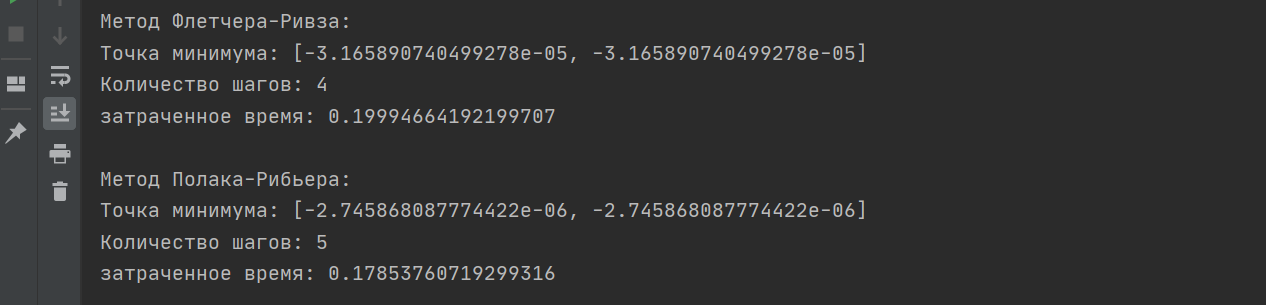 Метод Флетчера-Ривза:
Точка минимума: [-3.165890740499278e-05, -3.165890740499278e-05]
Количество шагов: 4
затраченное время: 0.19994664192199707
Метод Полака-Рибьера:
Точка минимума: [-2.745868087774422e-06, -2.745868087774422e-06]
Количество шагов: 5
затраченное время: 0.17853760719299316